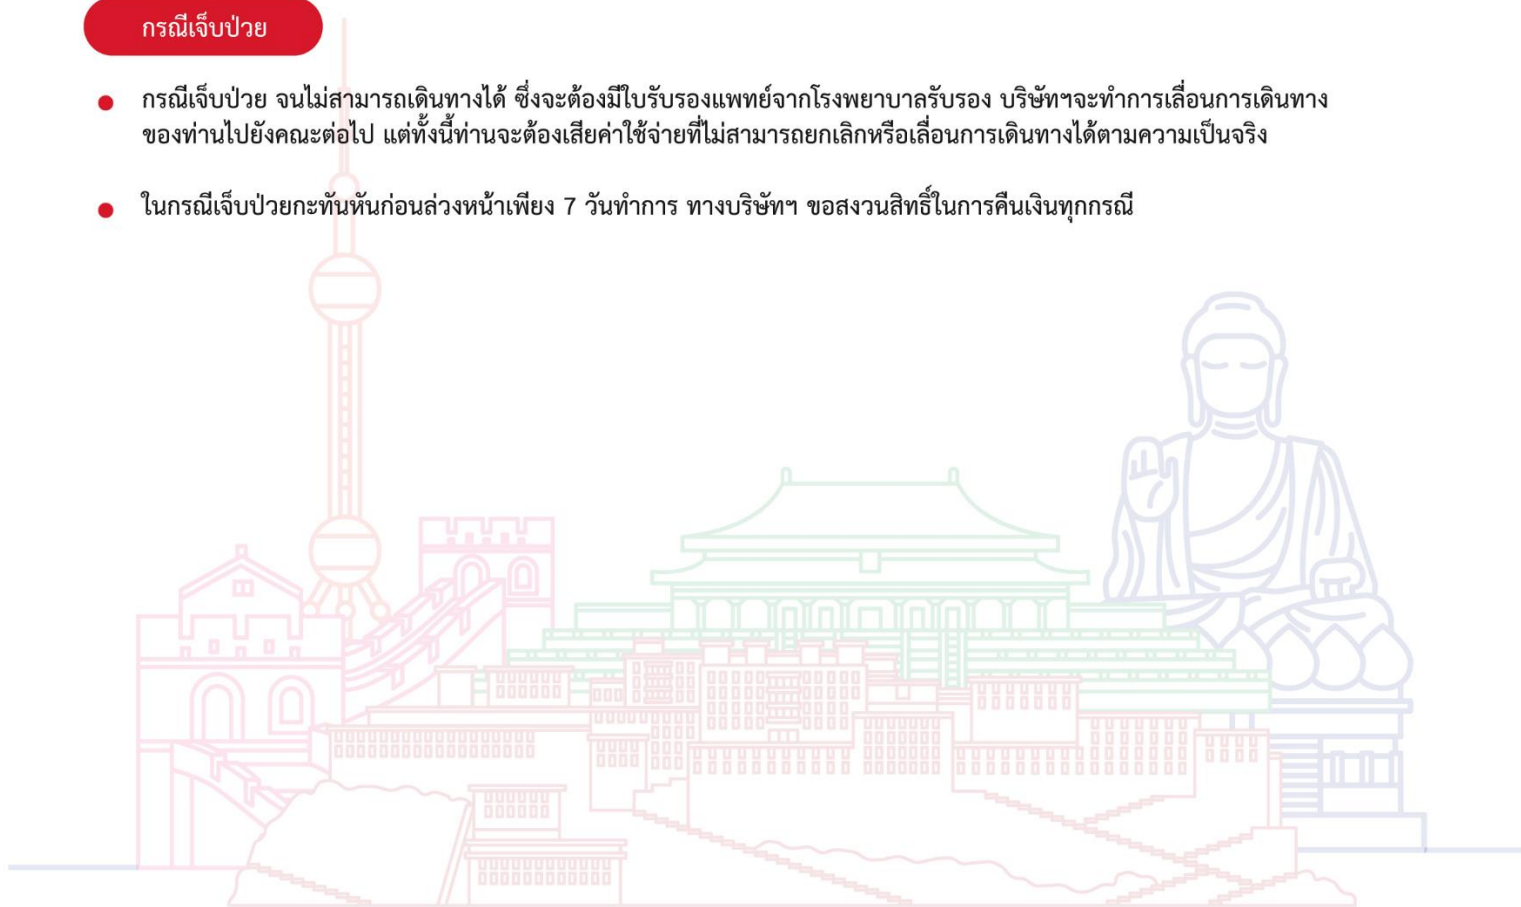 กรณีเจ็บป่วย
กรณีเจ็บป่วย จนไม่สามารถเดินทางได้ ซึ่งจะต้องมีใบรับรองแพทย์จากโรงพยาบาลรับรอง บริษัทฯจะทำการเลื่อนการเดินทาง
ของท่านไปยังคณะต่อไป แต่ทั้งนี้ท่านจะต้องเสียค่าใช้จ่ายที่ไม่สามารถยกเลิกหรือเลื่อนการเดินทางได้ตามความเป็นจริง
ในกรณีเจ็บป่วยกะทันหันก่อนล่วงหน้าเพียง 7 วันทำการ ทางบริษัทฯ ขอสงวนสิทธิ์ในการคืนเงินทุกกรณี